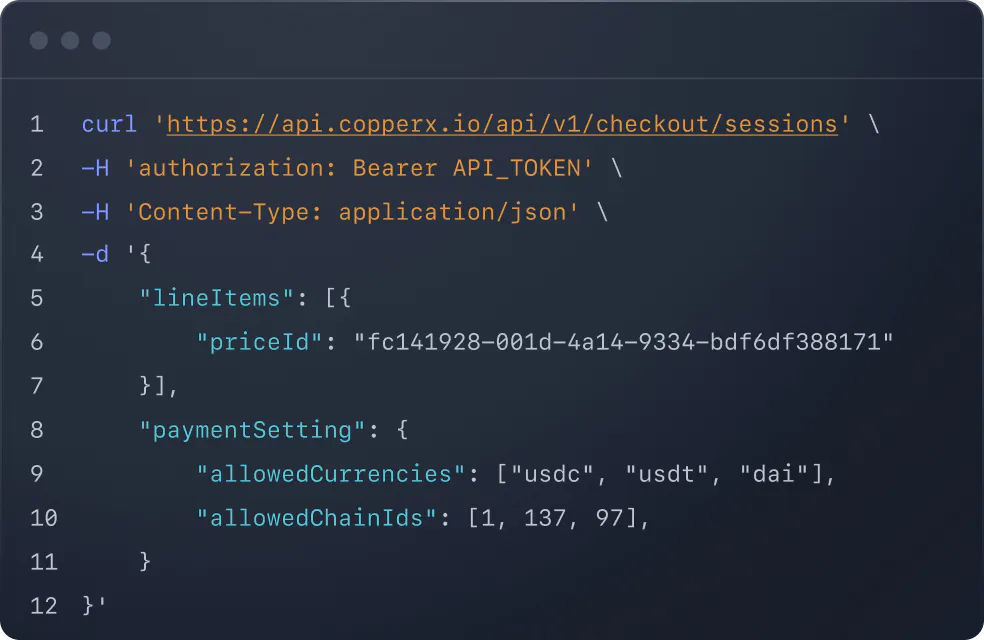 1 curl 'https://api.copperx.io/api/v1/checkout/sessions' \
2 -H 'authorization: Bearer API_TOKEN' \
3 -H 'Content-Type: application/json' \
4 -d '{
5 "lineItems": [{
6 "priceId": "fc141928-001d-4a14-9334-bdf6df388171"
7 }],
8 "paymentSetting": {
9 "allowedCurrencies": ["usdc", "usdt", "dai"],
10 "allowedChainIds": [1, 137, 97],
11 }
12 }'